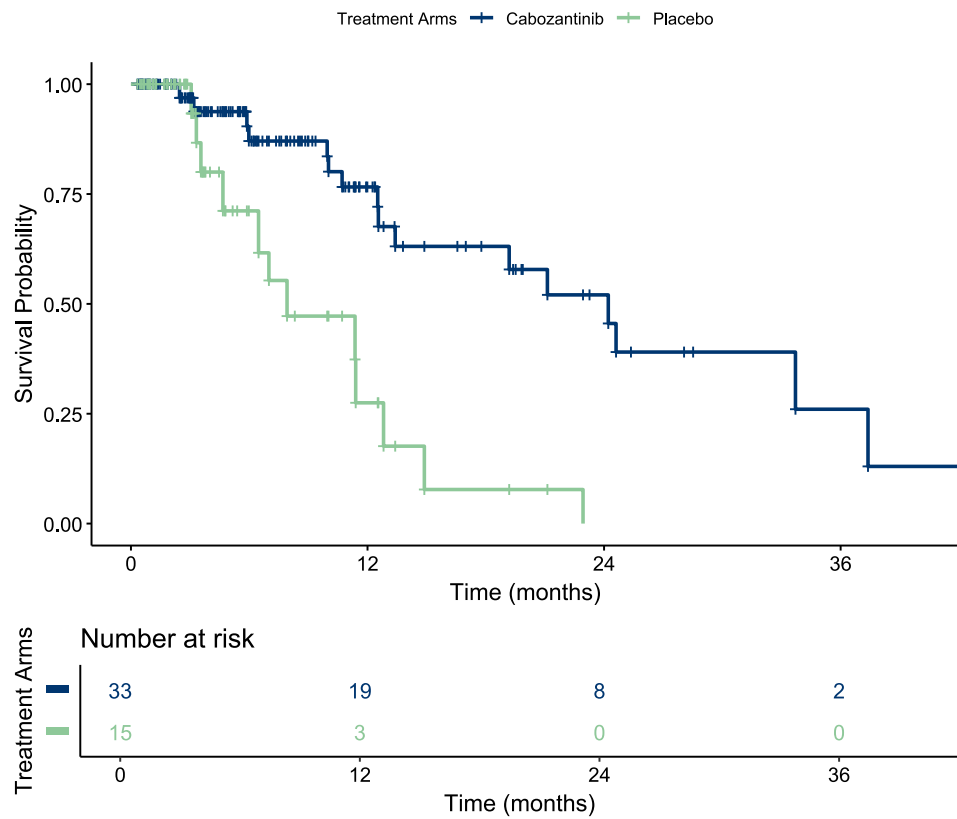 Treatment Arms Cabozantinib Placebo
Survival Probability
1.00
0.75
0.50
0.25
0.00
0 12 24 36
Time (months)
Number at risk
Treatment Arms
33 19 8 2
15 3 0 0
0 12 24 36
Time (months)